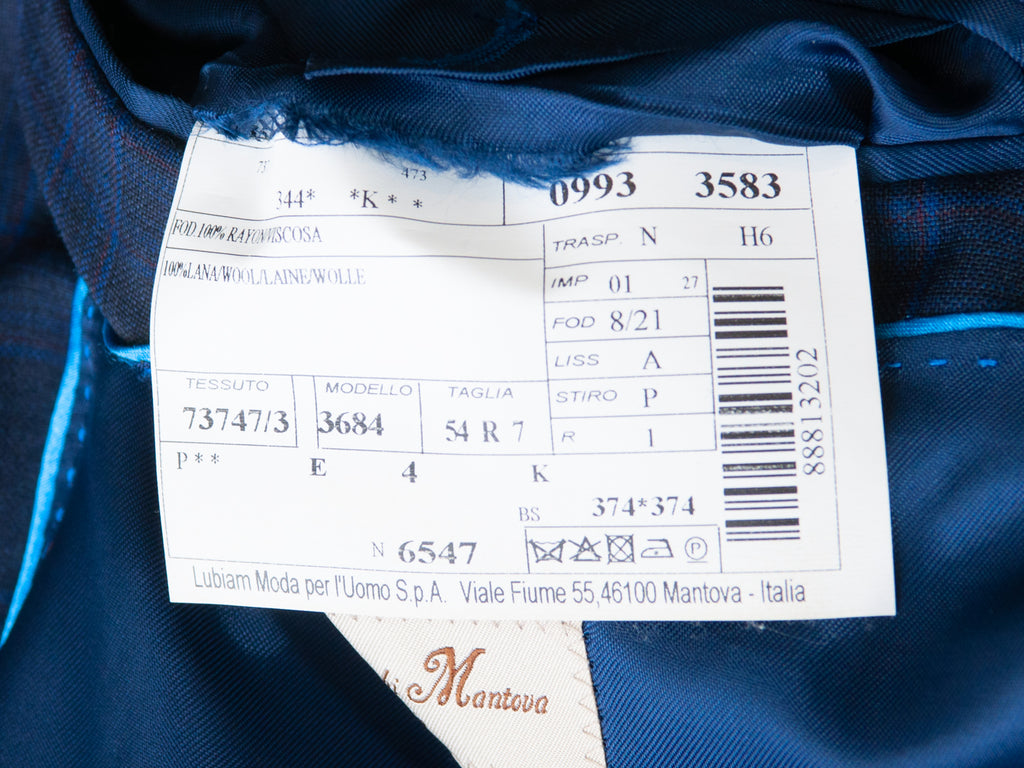 473
344* *K * *
0993 3583
FOD.100% RAYON/VISCOSA
100%LANA/WOOL/LAINE/WOLLE
TRASP. N H6
IMP 01 27
FOD 8/21
LISS A
STIRO P
R 1
TESSUTO MODELLO TAGLIA
73747/3 3684 54 R 7
P * * E 4 K
BS 374*374
N 6547
P
88813202
Lubiam Moda per l'Uomo S.p.A. Viale Fiume 55,46100 Mantova - Italia
Mantova